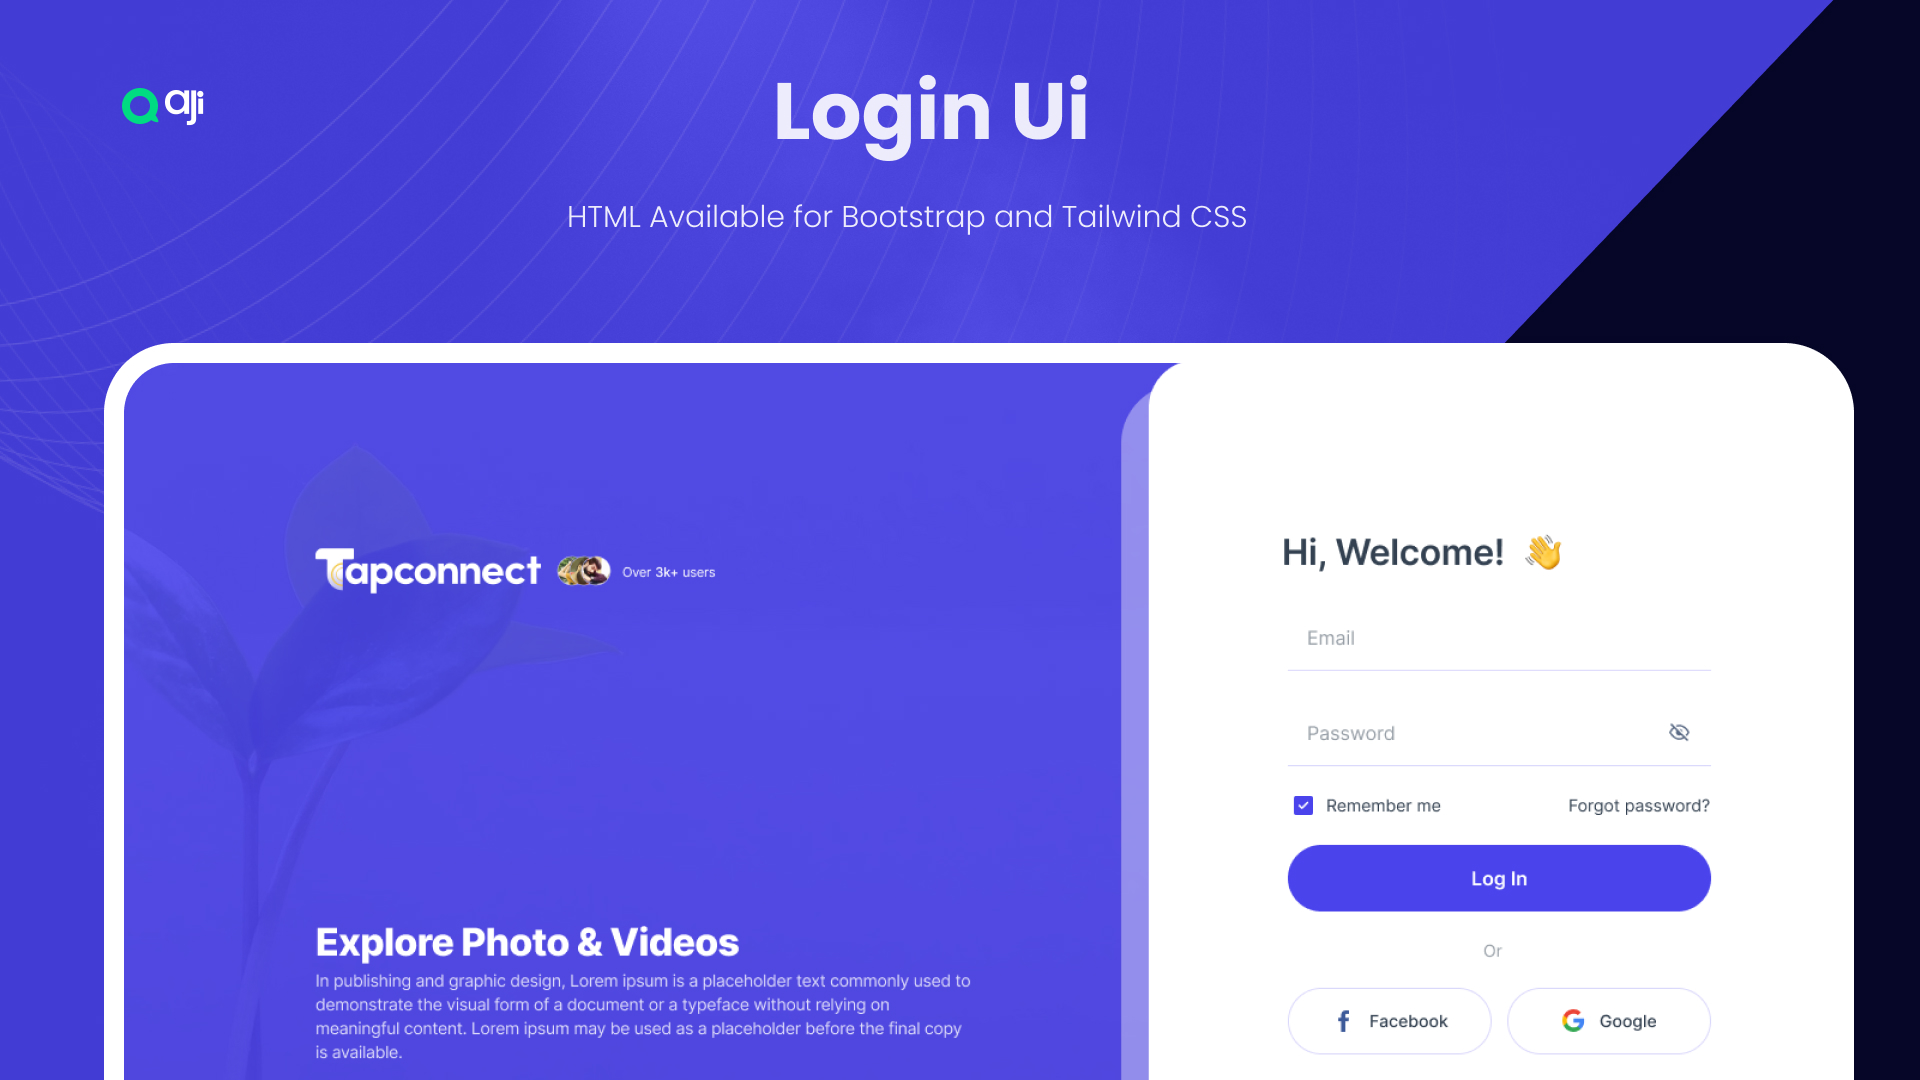 aji
Login Ui
HTML Available for Bootstrap and Tailwind CSS
Tapconnect
Over 3k+ users
Explore Photo & Videos
In publishing and graphic design, Lorem ipsum is a placeholder text commonly used to
demonstrate the visual form of a document or a typeface without relying on
meaningful content. Lorem ipsum may be used as a placeholder before the final copy
is available.
Hi, Welcome! 👋
Email
Password
Remember me
Forgot password?
Log In
Or
Facebook
Google